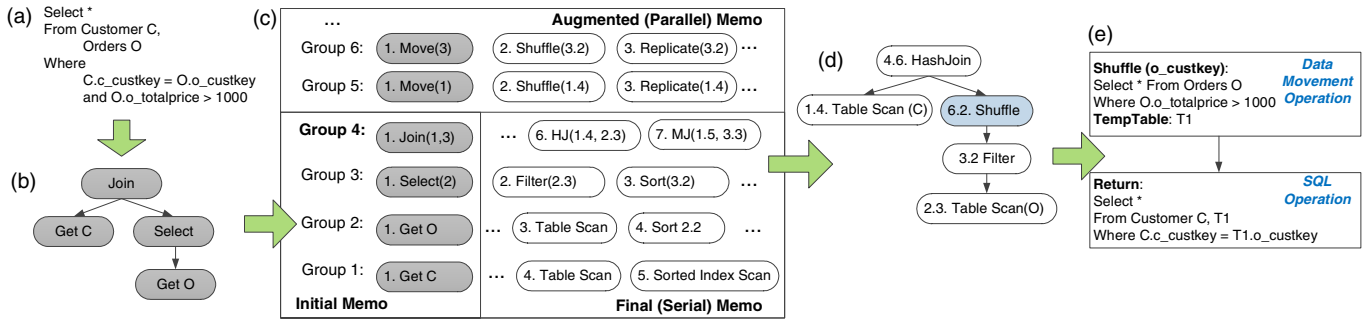 (a)
Select *
From Customer C,
Orders O
Where
C.c_custkey = O.o_custkey
and O.o_totalprice > 1000
(b)
Join
Get C
Select
Get O
(c)
... Augmented (Parallel) Memo
Group 6: 1. Move(3) 2. Shuffle(3.2) 3. Replicate(3.2) ...
Group 5: 1. Move(1) 2. Shuffle(1.4) 3. Replicate(1.4) ...
Group 4: 1. Join(1,3) ... 6. HJ(1.4, 2.3) 7. MJ(1.5, 3.3)
Group 3: 1. Select(2) 2. Filter(2.3) 3. Sort(3.2) ...
Group 2: 1. Get O ... 3. Table Scan 4. Sort 2.2 ...
Group 1: 1. Get C ... 4. Table Scan 5. Sorted Index Scan
Initial Memo Final (Serial) Memo
(d)
4.6. HashJoin
1.4. Table Scan (C) 6.2. Shuffle
3.2 Filter
2.3. Table Scan(O)
(e)
Shuffle (o_custkey):
Select * From Orders O
Where O.o_totalprice > 1000
TempTable: T1
Data
Movement
Operation
Return:
Select *
From Customer C, T1
Where C.c_custkey = T1.o_custkey
SQL
Operation